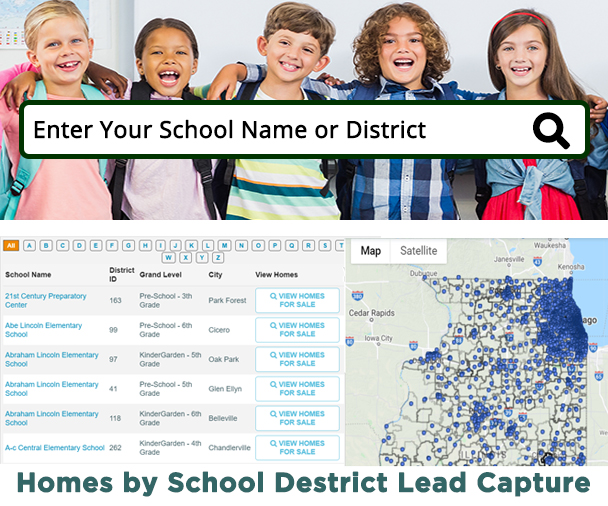 Enter Your School Name or District
All A B C D E F G H I J K L M N O P Q R S T
W X Y Z
School Name District ID Grand Level City View Homes
21st Century Preparatory Center 163 Pre-School - 3th Grade Park Forest VIEW HOMES FOR SALE
Abe Lincoln Elementary School 99 Pre-School - 6th Grade Cicero VIEW HOMES FOR SALE
Abraham Lincoln Elementary School 97 KinderGarden - 5th Grade Oak Park VIEW HOMES FOR SALE
Abraham Lincoln Elementary School 41 Pre-School - 5th Grade Glen Ellyn VIEW HOMES FOR SALE
Abraham Lincoln Elementary School 118 KinderGarden - 6th Grade Belleville VIEW HOMES FOR SALE
A-c Central Elementary School 262 KinderGarden - 4th Grade Chandlerville VIEW HOMES FOR SALE
Map Satellite
Waukesha
Janesville
Kenosha
Dubuque
Cedar Rapids
ago
Iowa City
Homes by School Destrict Lead Capture